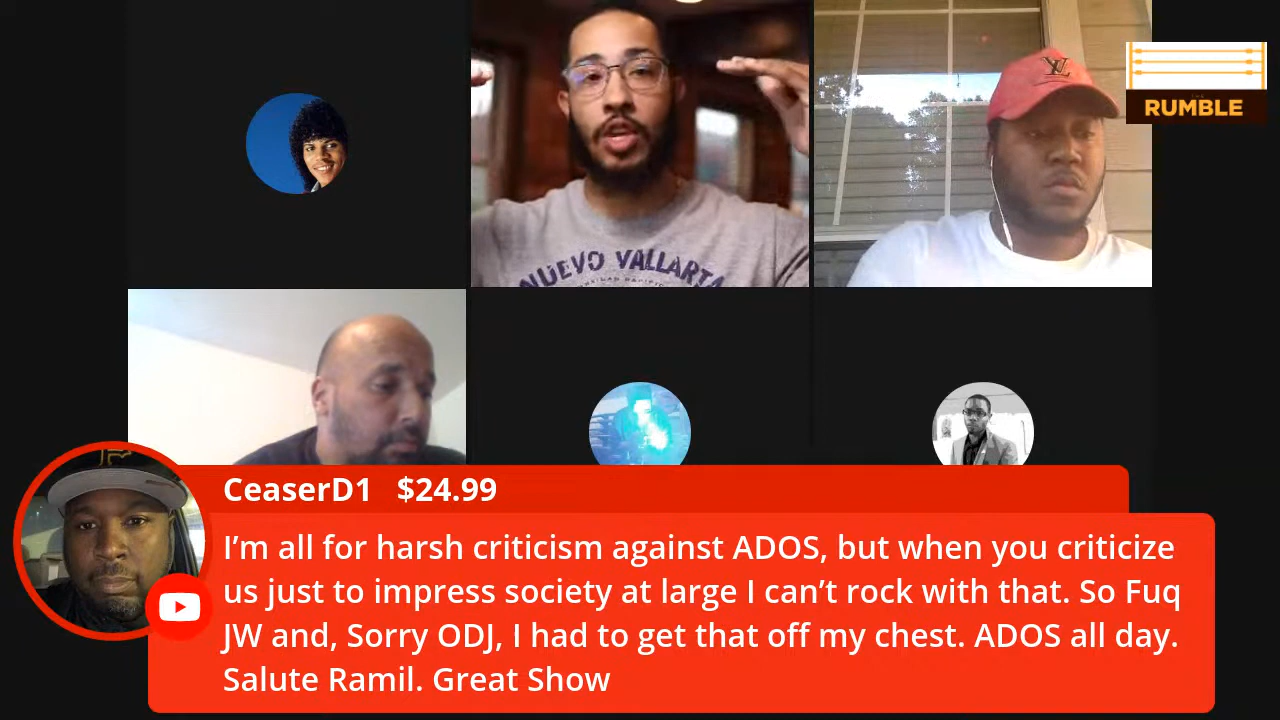 RUMBLE
NUEVO VALLARTA
CeaserD1 $24.99
I’m all for harsh criticism against ADOS, but when you criticize
us just to impress society at large I can’t rock with that. So Fuq
JW and, Sorry ODJ, I had to get that off my chest. ADOS all day.
Salute Ramil. Great Show